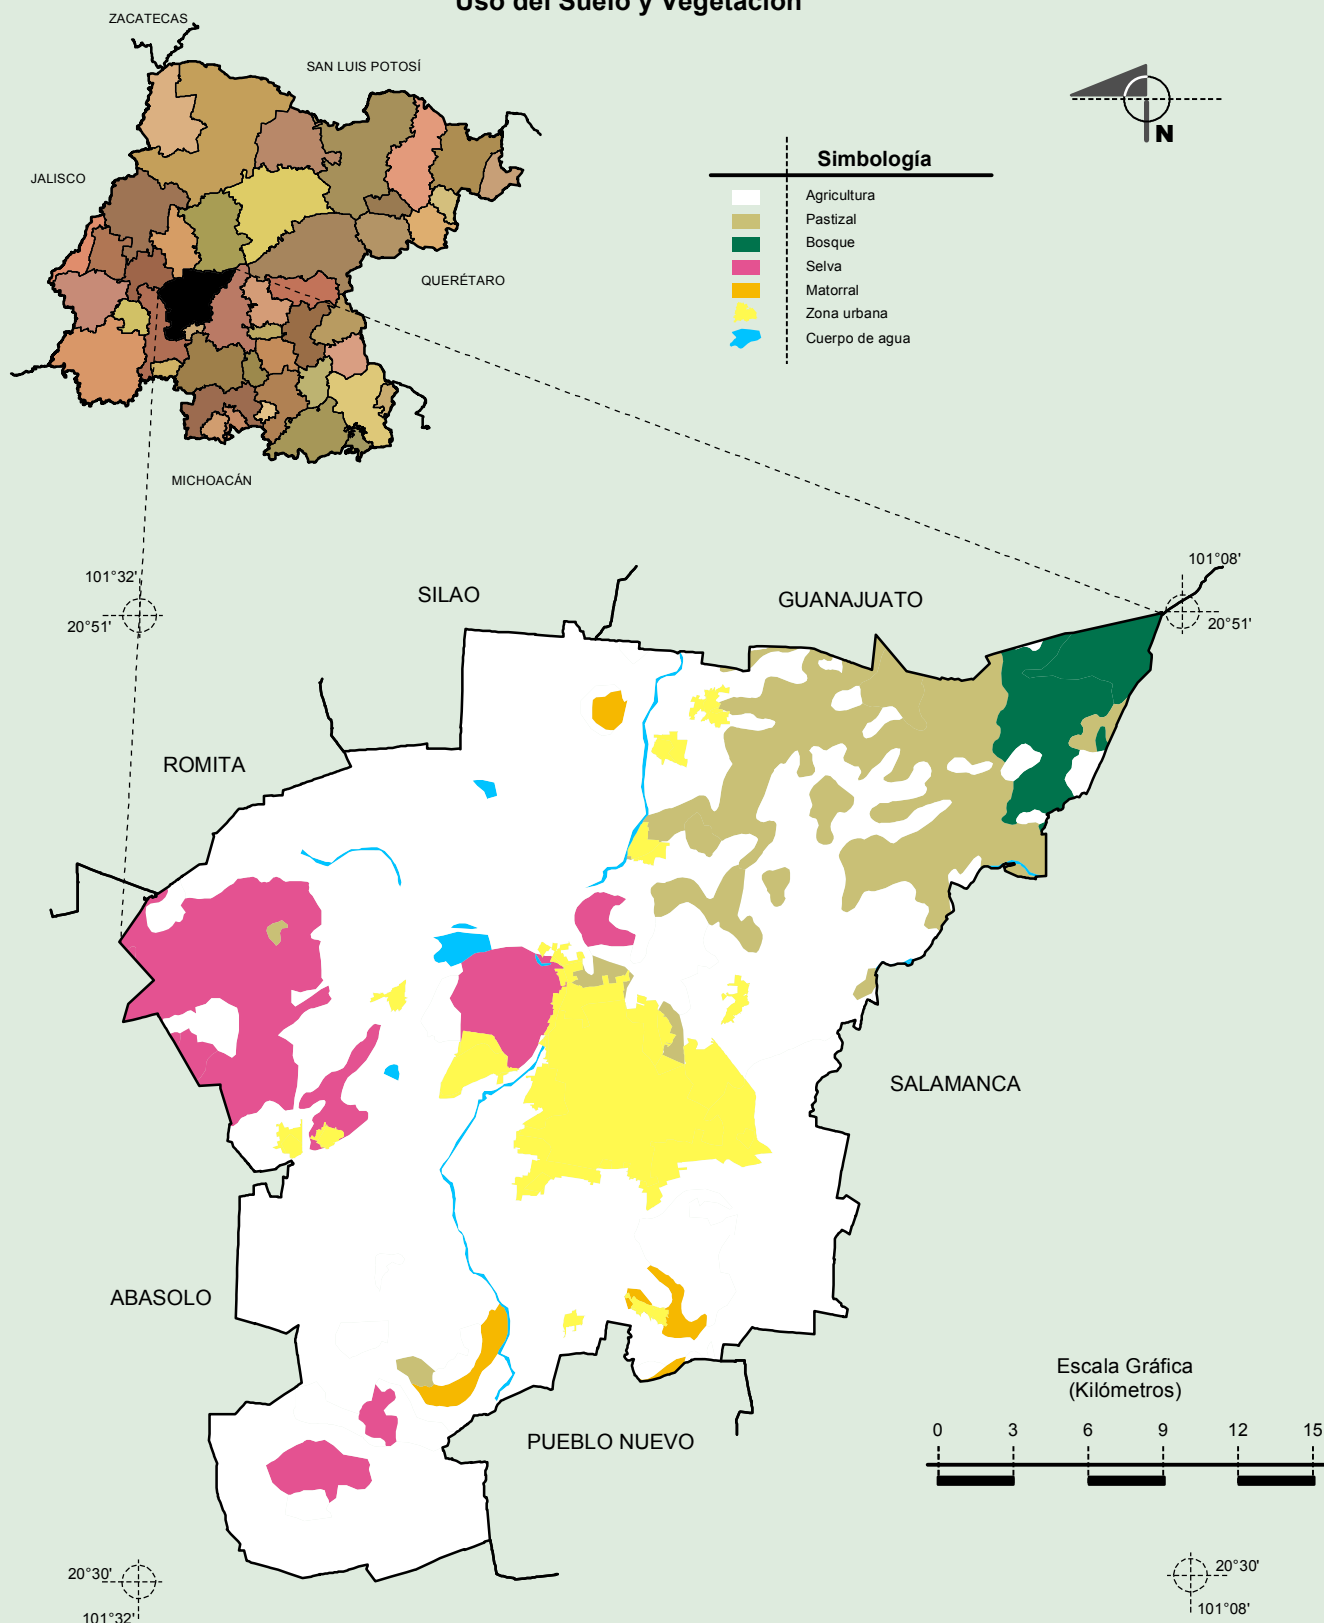 Uso del Suelo y Vegetación
ZACATECAS
SAN LUIS POTOSÍ
JALISCO
QUERÉTARO
MICHOACÁN
N
Simbología
Agricultura
Pastizal
Bosque
Selva
Matorral
Zona urbana
Cuerpo de agua
101°32'
20°51'
SILAO
GUANAJUATO
101°08'
20°51'
ROMITA
SALAMANCA
ABASOLO
PUEBLO NUEVO
Escala Gráfica
(Kilómetros)
0 3 6 9 12 15
20°30'
101°32'
20°30'
101°08'